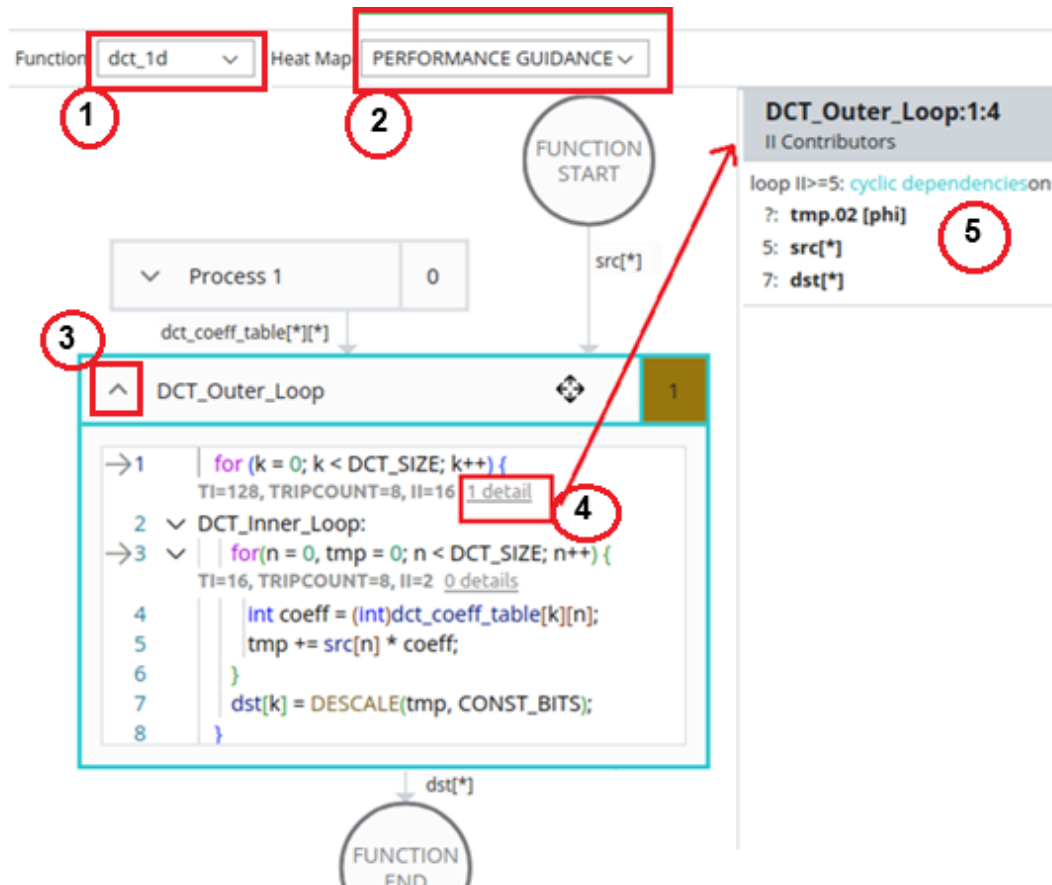 Function dct_1d Heat Map PERFORMANCE GUIDANCE
1
2
FUNCTION
START
DCT_Outer_Loop:1:4
II Contributors
loop II>=5: cyclic dependencieson
?: tmp.02 [phi]
5: src[*]
7: dst[*]
5
src[*]
Process 1 0
dct_coeff_table[*][*]
3
DCT_Outer_Loop 1
1 for (k = 0; k < DCT_SIZE; k++) {
TI=128, TRIPCOUNT=8, II=16 1 detail
4
2 DCT_Inner_Loop:
3 for(n = 0, tmp = 0; n < DCT_SIZE; n++) {
TI=16, TRIPCOUNT=8, II=2 0 details
4 int coeff = (int)dct_coeff_table[k][n];
5 tmp += src[n] * coeff;
6 }
7 dst[k] = DESCALE(tmp, CONST_BITS);
8 }
dst[*]
FUNCTION
END